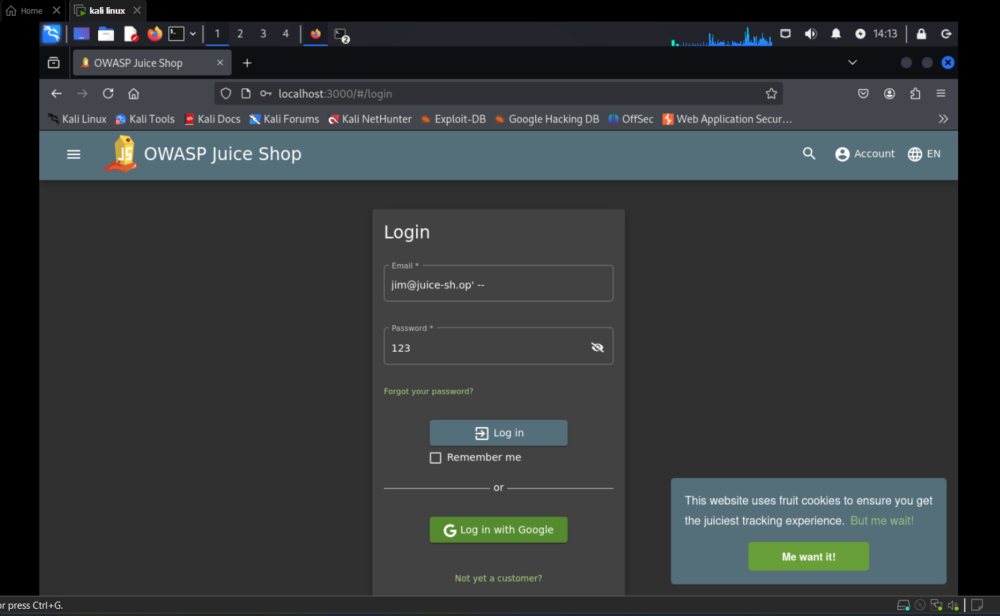 Home
kali linux
1 2 3 4
2
14:13
OWASP Juice Shop
localhost:3000/#/login
Kali Linux Kali Tools Kali Docs Kali Forums Kali NetHunter Exploit-DB Google Hacking DB OffSec Web Application Secur…
JS
OWASP Juice Shop
Account
EN
Login
Email *
jim@juice-sh.op' --
Password *
123
Forgot your password?
Log in
Remember me
or
Log in with Google
Not yet a customer?
This website uses fruit cookies to ensure you get
the juiciest tracking experience. But me wait!
Me want it!
or press Ctrl+G.